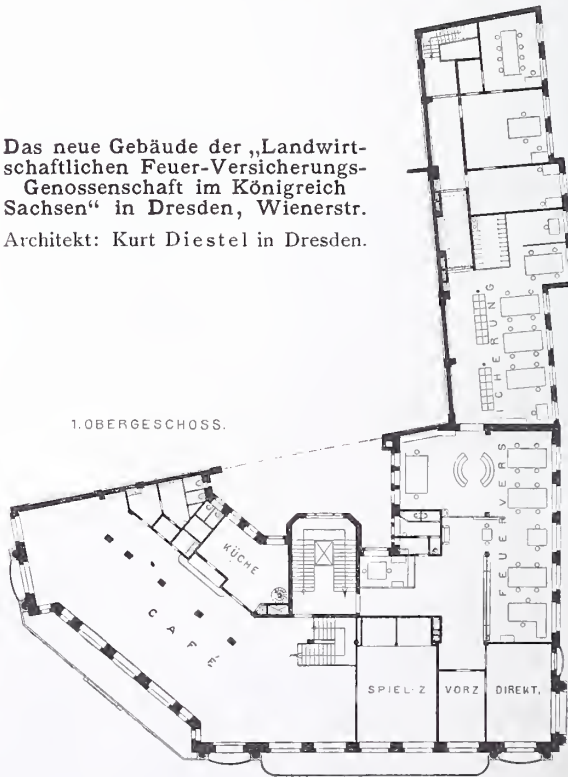 Das neue Gebäude der „Landwirt-
schaftlichen Feuer-Versicherungs-
Genossenschaft im Königreich
Sachsen“ in Dresden, Wienerstr.
Architekt: Kurt Diestel in Dresden.
1.OBERGESCHOSS.
FEUERVERSICHERUNG
KÜCHE
CAFÉ
SPIEL-Z
VORZ
DIREKT.